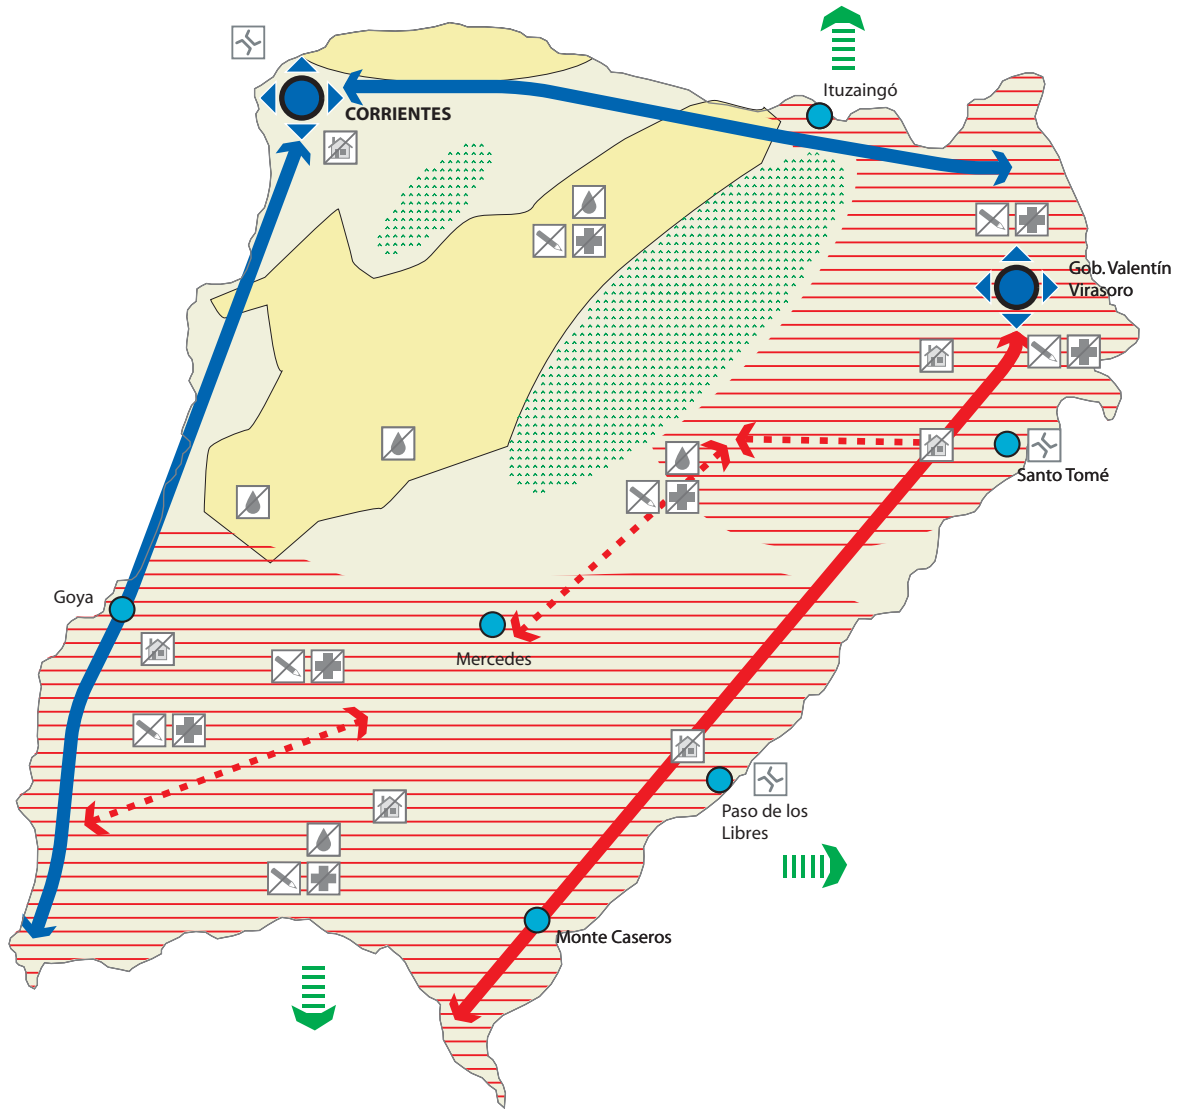 Ituzaingó
CORRIENTES
Gob. Valentín
Virasoro
Santo Tomé
Goya
Mercedes
Paso de los
Libres
Monte Caseros